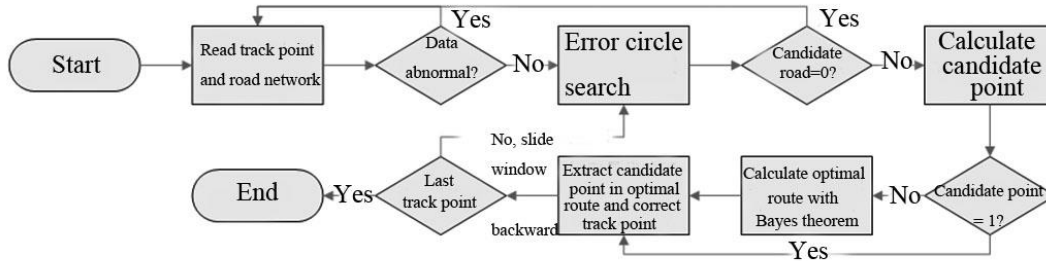 Yes
Yes
Start
Read track point
and road network
Data
abnormal?
No
Error circle
search
Candidate
road=0?
No
Calculate
candidate
point
No, slide
window
backward
End
Yes
Last
track point
Extract candidate
point in optimal
route and correct
track point
Calculate optimal
route with
Bayes theorem
No
Candidate point
= 1?
Yes